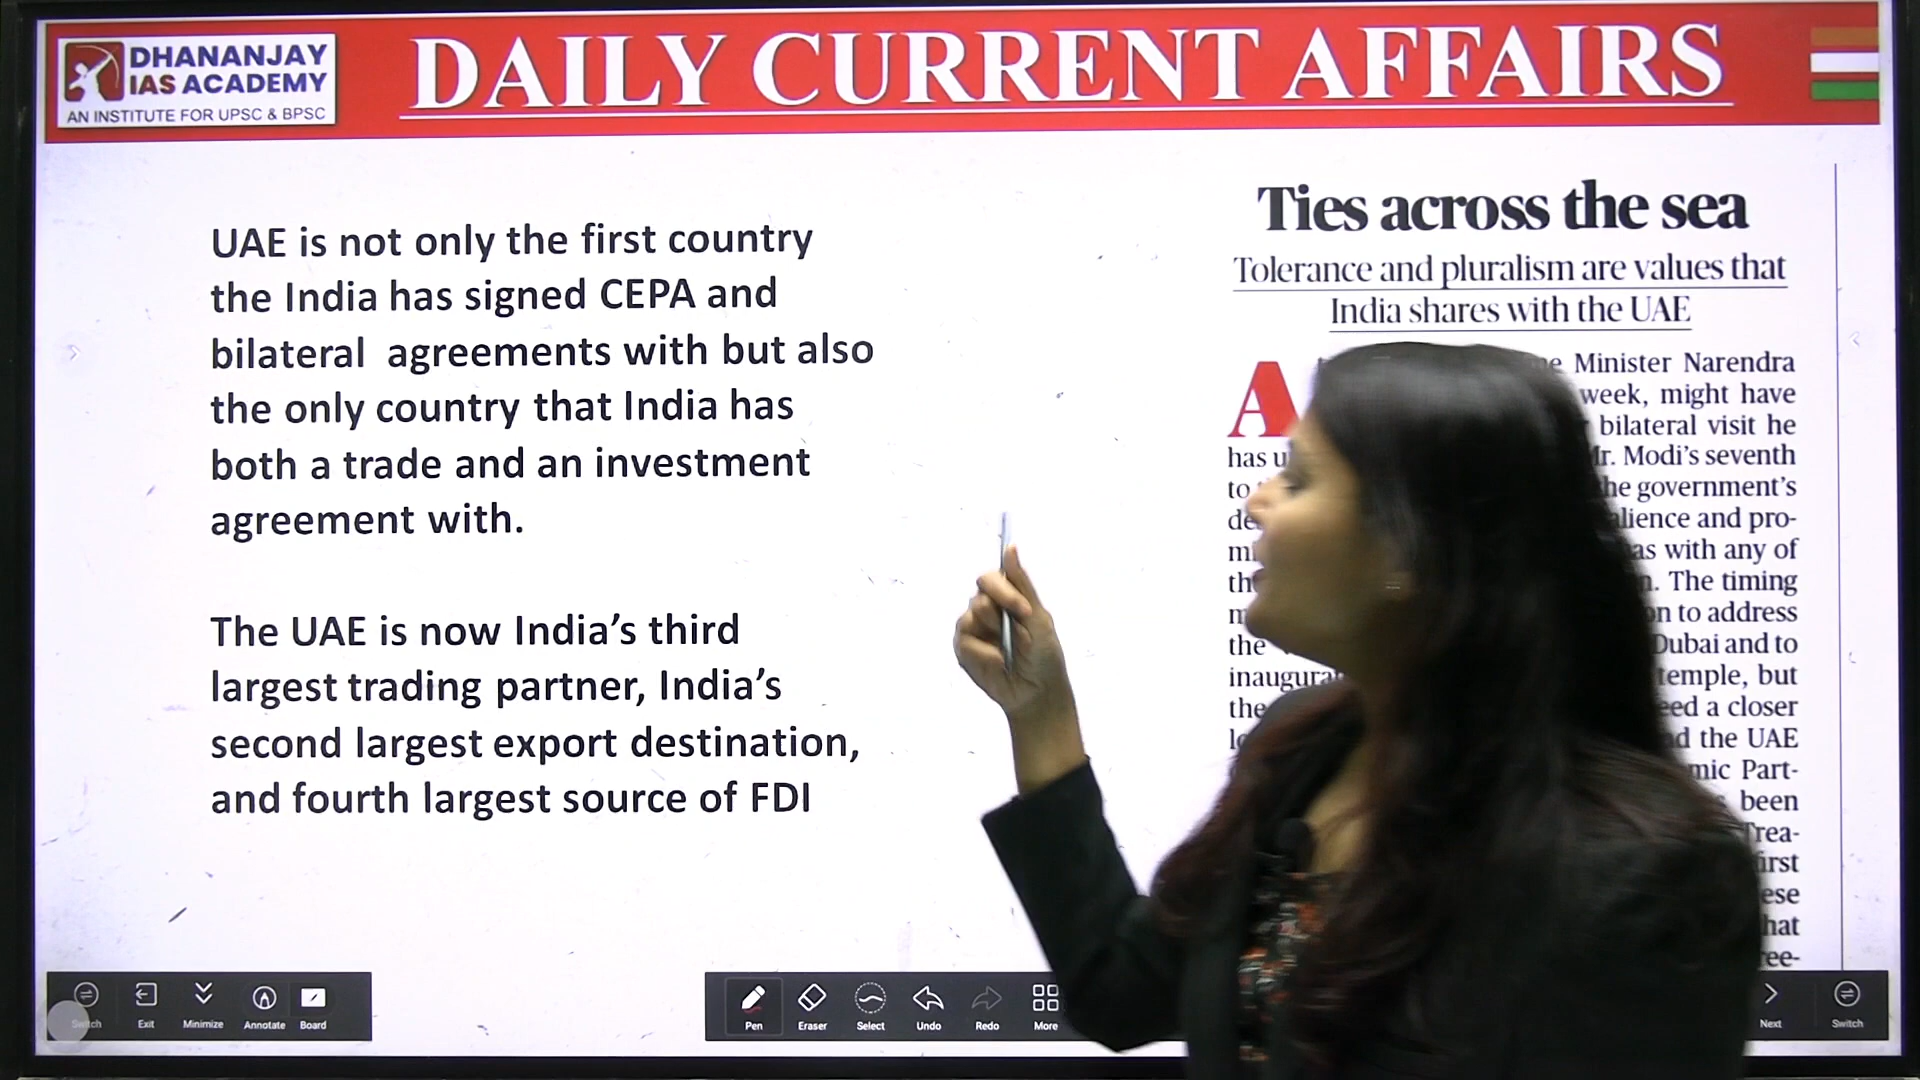 DHANANJAY
IAS ACADEMY
AN INSTITUTE FOR UPSC & BPSC
DAILY CURRENT AFFAIRS
UAE is not only the first country
the India has signed CEPA and
bilateral agreements with but also
the only country that India has
both a trade and an investment
agreement with.
The UAE is now India’s third
largest trading partner, India’s
second largest export destination,
and fourth largest source of FDI
Ties across the sea
Tolerance and pluralism are values that
India shares with the UAE
Minister Narendra
week, might have
bilateral visit he
has Modi’s seventh
to government’s
and pro-
as with any of
The timing
to address
the Dubai and to
temple, but
the a closer
the UAE
Part-
been
Switch
Exit
Minimize
Annotate
Board
Pen
Eraser
Select
Undo
Redo
More
Next
Switch